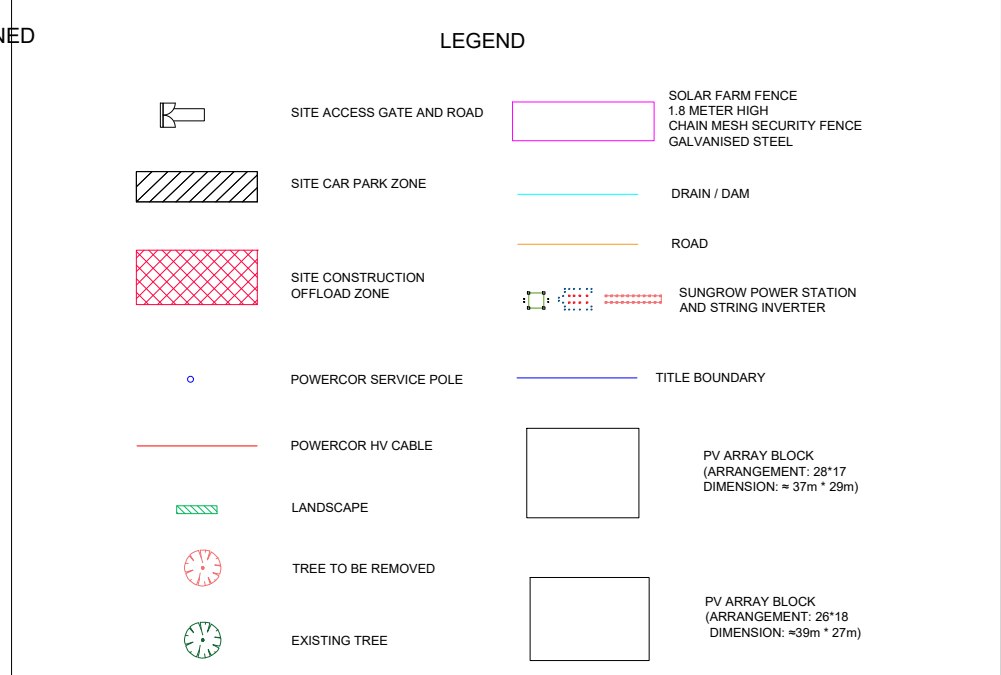 NED
LEGEND
SITE ACCESS GATE AND ROAD
SITE CAR PARK ZONE
SITE CONSTRUCTION
OFFLOAD ZONE
POWERCOR SERVICE POLE
POWERCOR HV CABLE
LANDSCAPE
TREE TO BE REMOVED
EXISTING TREE
SOLAR FARM FENCE
1.8 METER HIGH
CHAIN MESH SECURITY FENCE
GALVANISED STEEL
DRAIN / DAM
ROAD
SUNGROW POWER STATION
AND STRING INVERTER
TITLE BOUNDARY
PV ARRAY BLOCK
(ARRANGEMENT: 28*17
DIMENSION: ≈ 37m * 29m)
PV ARRAY BLOCK
(ARRANGEMENT: 26*18
DIMENSION: ≈39m * 27m)